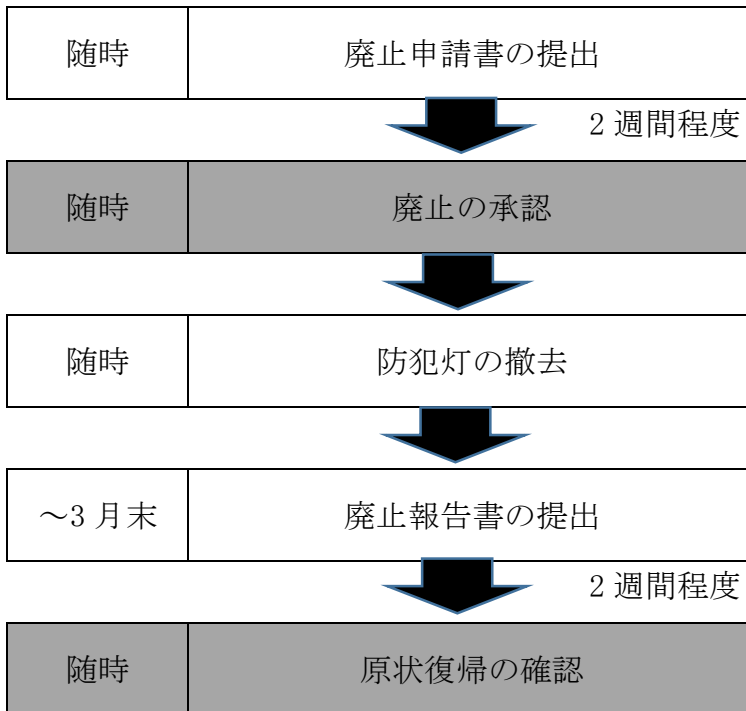 随時 廃止申請書の提出
2 週間程度
随時 廃止の承認
随時 防犯灯の撤去
～3 月末 廃止報告書の提出
2 週間程度
随時 原状復帰の確認